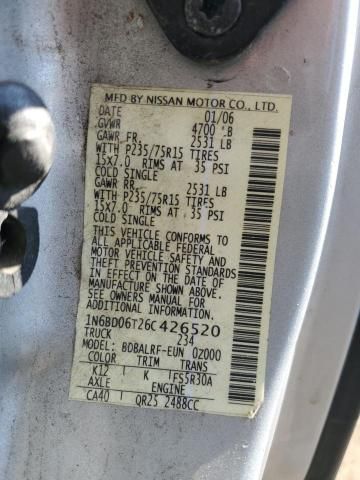 MFD BY NISSAN MOTOR CO., LTD.
DATE 01/06
GVWR 4700 LB
GAWR FR. 2531 LB
WITH P235/75R15 TIRES
15x7.0 RIMS AT 35 PSI
COLD SINGLE
GAWR RR. 2531 LB
WITH P235/75R15 TIRES
15x7.0 RIMS AT 35 PSI
COLD SINGLE
THIS VEHICLE CONFORMS TO
ALL APPLICABLE FEDERAL
MOTOR VEHICLE SAFETY
AND THEFT PREVENTION
STANDARDS IN EFFECT
ON THE DATE OF
MANUFACTURE SHOWN ABOVE.
ADDITIONAL
INFORMATION:
1N6BD06T26C426520
TRUCK 234
MODEL: BDBALRF-EUN 02000
COLOR TRIM TRANS
K12 K FS5R30A
AXLE ENGINE
CA40 QR25 2488CC